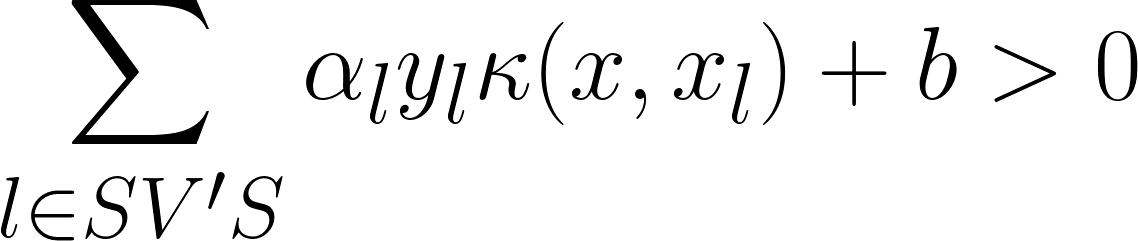 ∑ α_l y_l κ(x, x_l) + b > 0
l∈SV′S